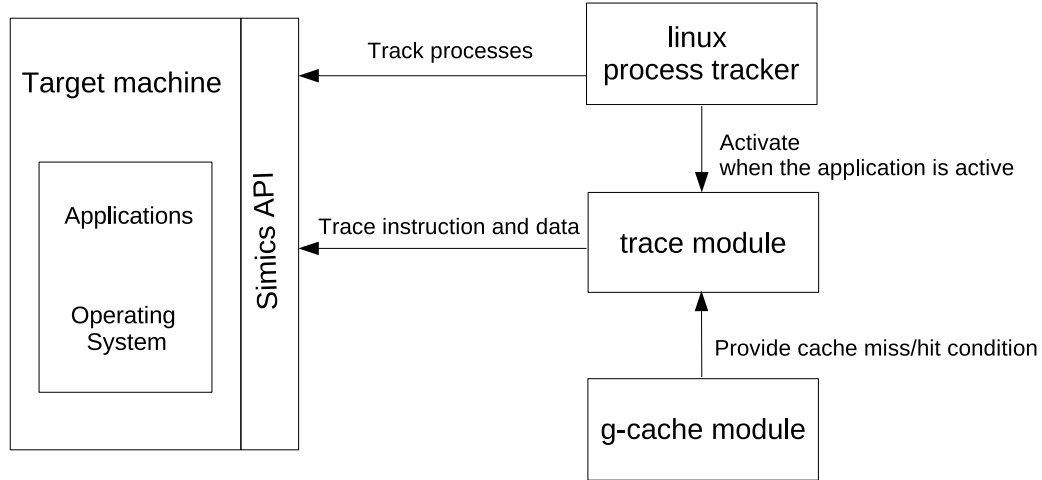 Target machine
Applications
Operating
System
Simics API
Track processes
linux
process tracker
Activate
when the application is active
Trace instruction and data
trace module
Provide cache miss/hit condition
g-cache module